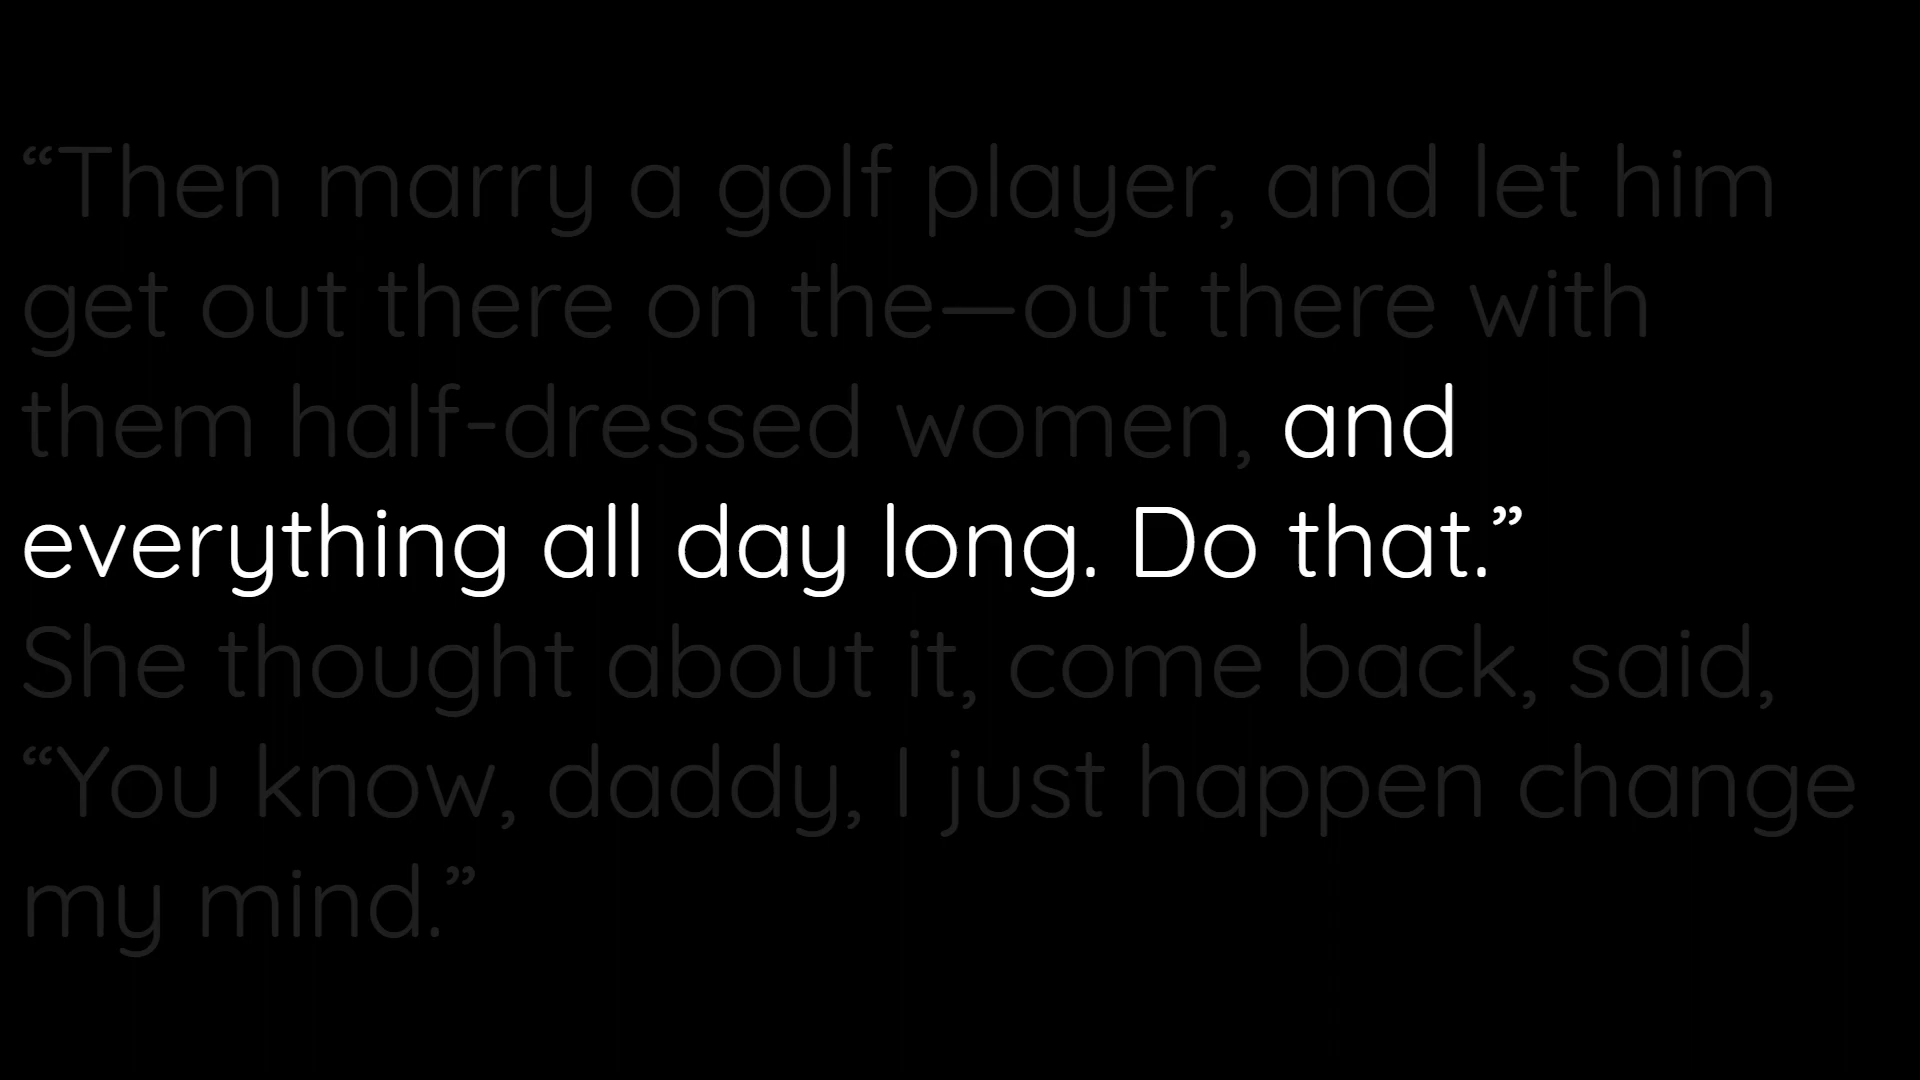 “Then marry a golf player, and let him
get out there on the—out there with
them half-dressed women, and
everything all day long. Do that.”
She thought about it, come back, said,
“You know, daddy, I just happen change
my mind.”